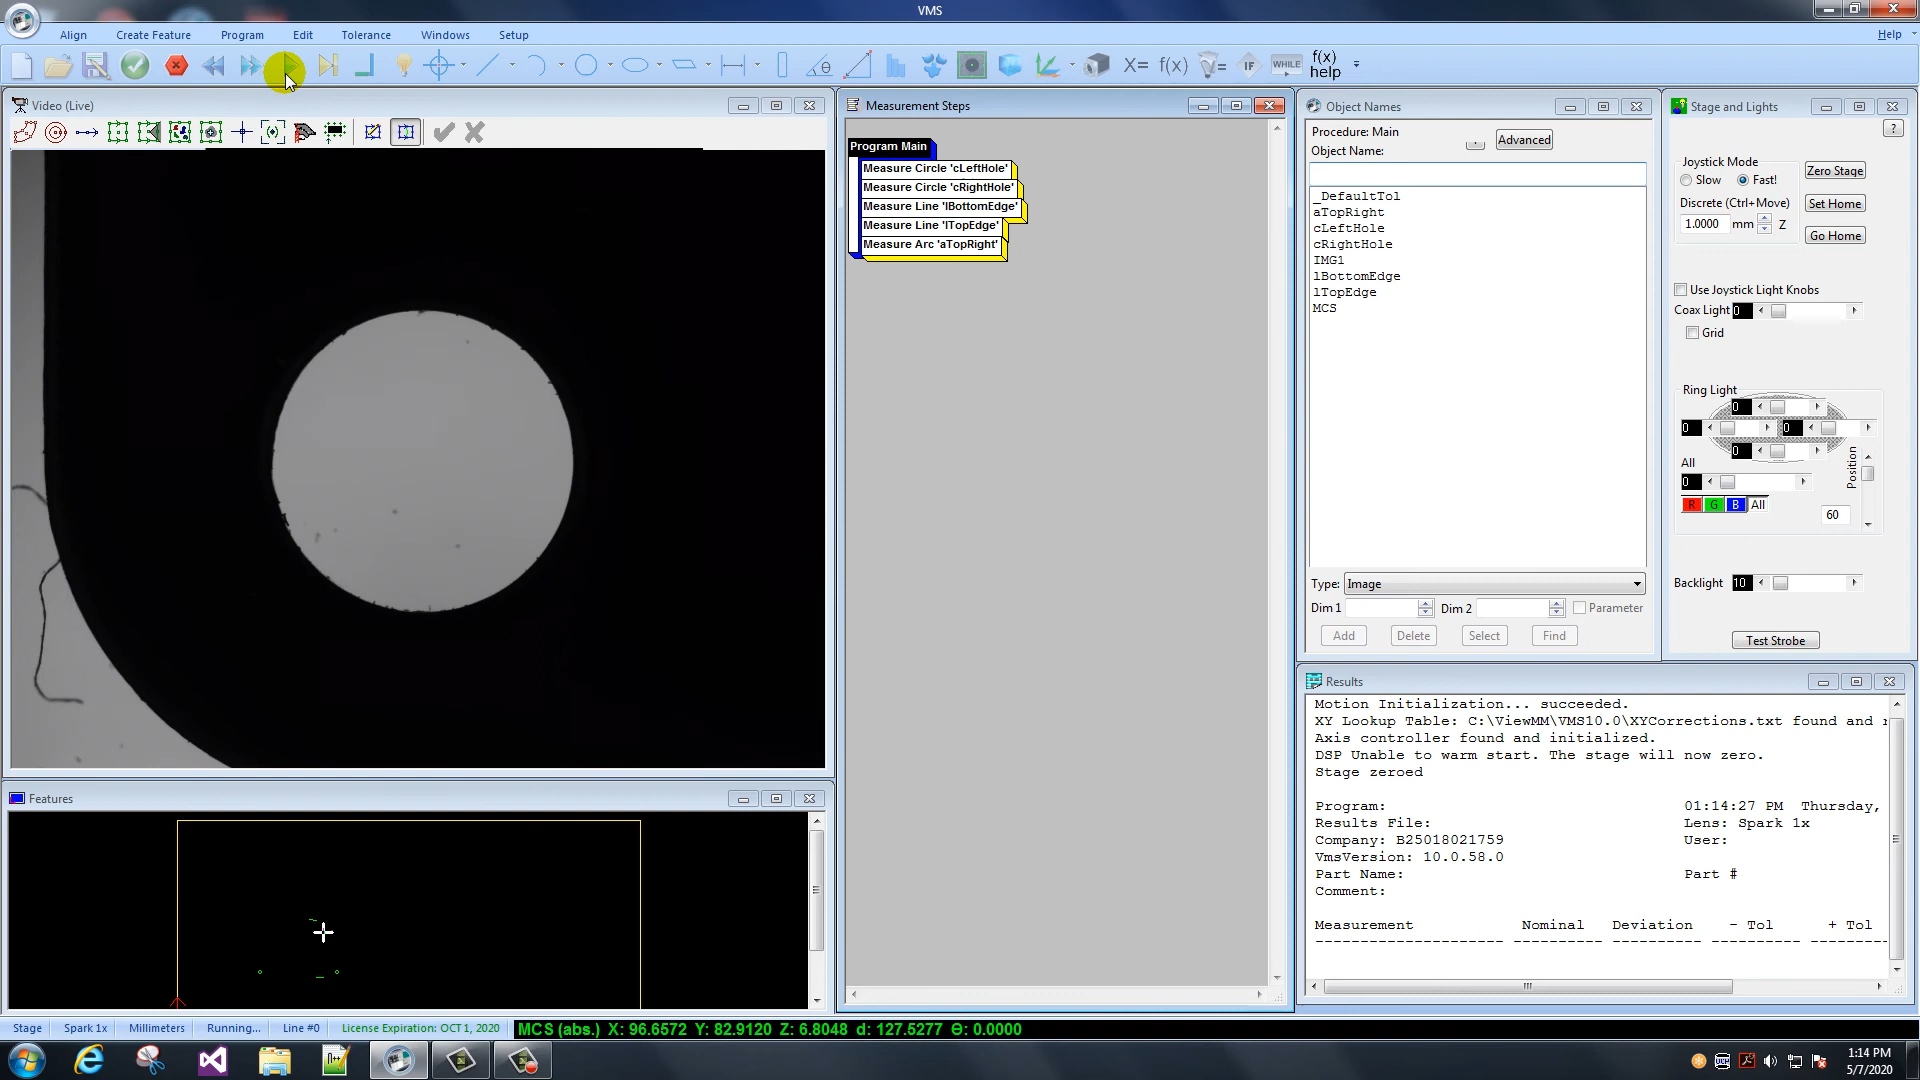 VMS
Align Create Feature Program Edit Tolerance Windows Setup Help
X= f(x) IF WHILE f(x) help
Video (Live)
Measurement Steps
Program Main
Measure Circle 'cLeftHole'
Measure Circle 'cRightHole'
Measure Line 'lBottomEdge'
Measure Line 'lTopEdge'
Measure Arc 'aTopRight'
Object Names
Procedure: Main
Object Name:
Advanced
_DefaultTol
aTopRight
cLeftHole
cRightHole
IMG1
lBottomEdge
lTopEdge
MCS
Type: Image
Dim 1 Dim 2 Parameter
Add Delete Select Find
Stage and Lights
?
Joystick Mode
Slow Fast!
Discrete (Ctrl+Move)
1.0000 mm Z
Zero Stage
Set Home
Go Home
Use Joystick Light Knobs
Coax Light 0
Grid
Ring Light
0
0 0
0
All
0
R G B All
Position
60
Backlight 10
Test Strobe
Results
Motion Initialization... succeeded.
XY Lookup Table: C:\ViewMM\VMS10.0\XYCorrections.txt found and
Axis controller found and initialized.
DSP Unable to warm start. The stage will now zero.
Stage zeroed
Program: 01:14:27 PM Thursday,
Results File: Lens: Spark 1x
Company: B25018021759 User:
VmsVersion: 10.0.58.0
Part Name: Part #
Comment:
Measurement Nominal Deviation - Tol + Tol
Features
Stage Spark 1x Millimeters Running... Line #0 License Expiration: OCT 1, 2020 MCS (abs.) X: 96.6572 Y: 82.9120 Z: 6.8048 d: 127.5277 Θ: 0.0000
1:14 PM
5/7/2020